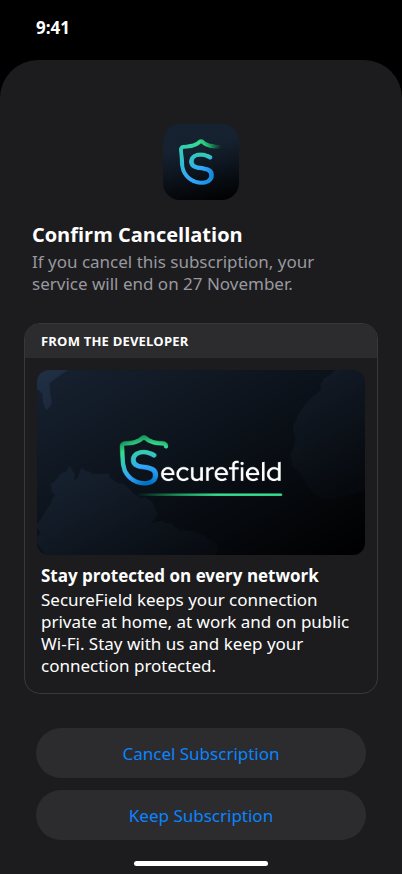 9:41
Confirm Cancellation
If you cancel this subscription, your
service will end on 27 November.
FROM THE DEVELOPER
Securefield
Stay protected on every network
SecureField keeps your connection
private at home, at work and on public
Wi-Fi. Stay with us and keep your
connection protected.
Cancel Subscription
Keep Subscription